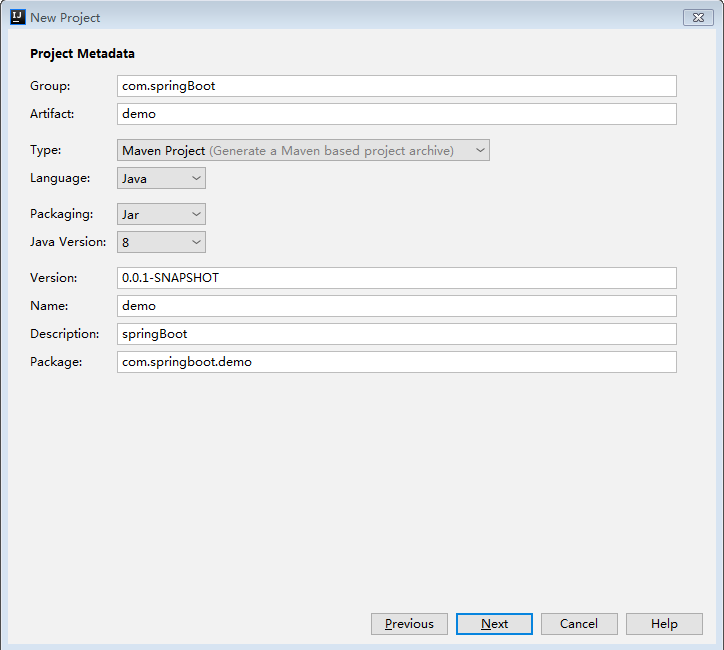 IJ New Project
Project Metadata
Group: com.springBoot
Artifact: demo
Type: Maven Project (Generate a Maven based project archive)
Language: Java
Packaging: Jar
Java Version: 8
Version: 0.0.1-SNAPSHOT
Name: demo
Description: springBoot
Package: com.springboot.demo
Previous Next Cancel Help